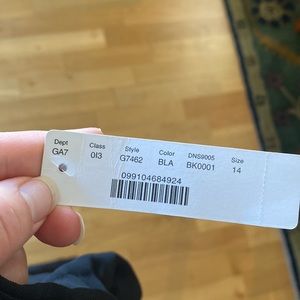 Dept Class Style Color DNS9005 Size
GA7 0I3 G7462 BLA BK0001 14
099104684924